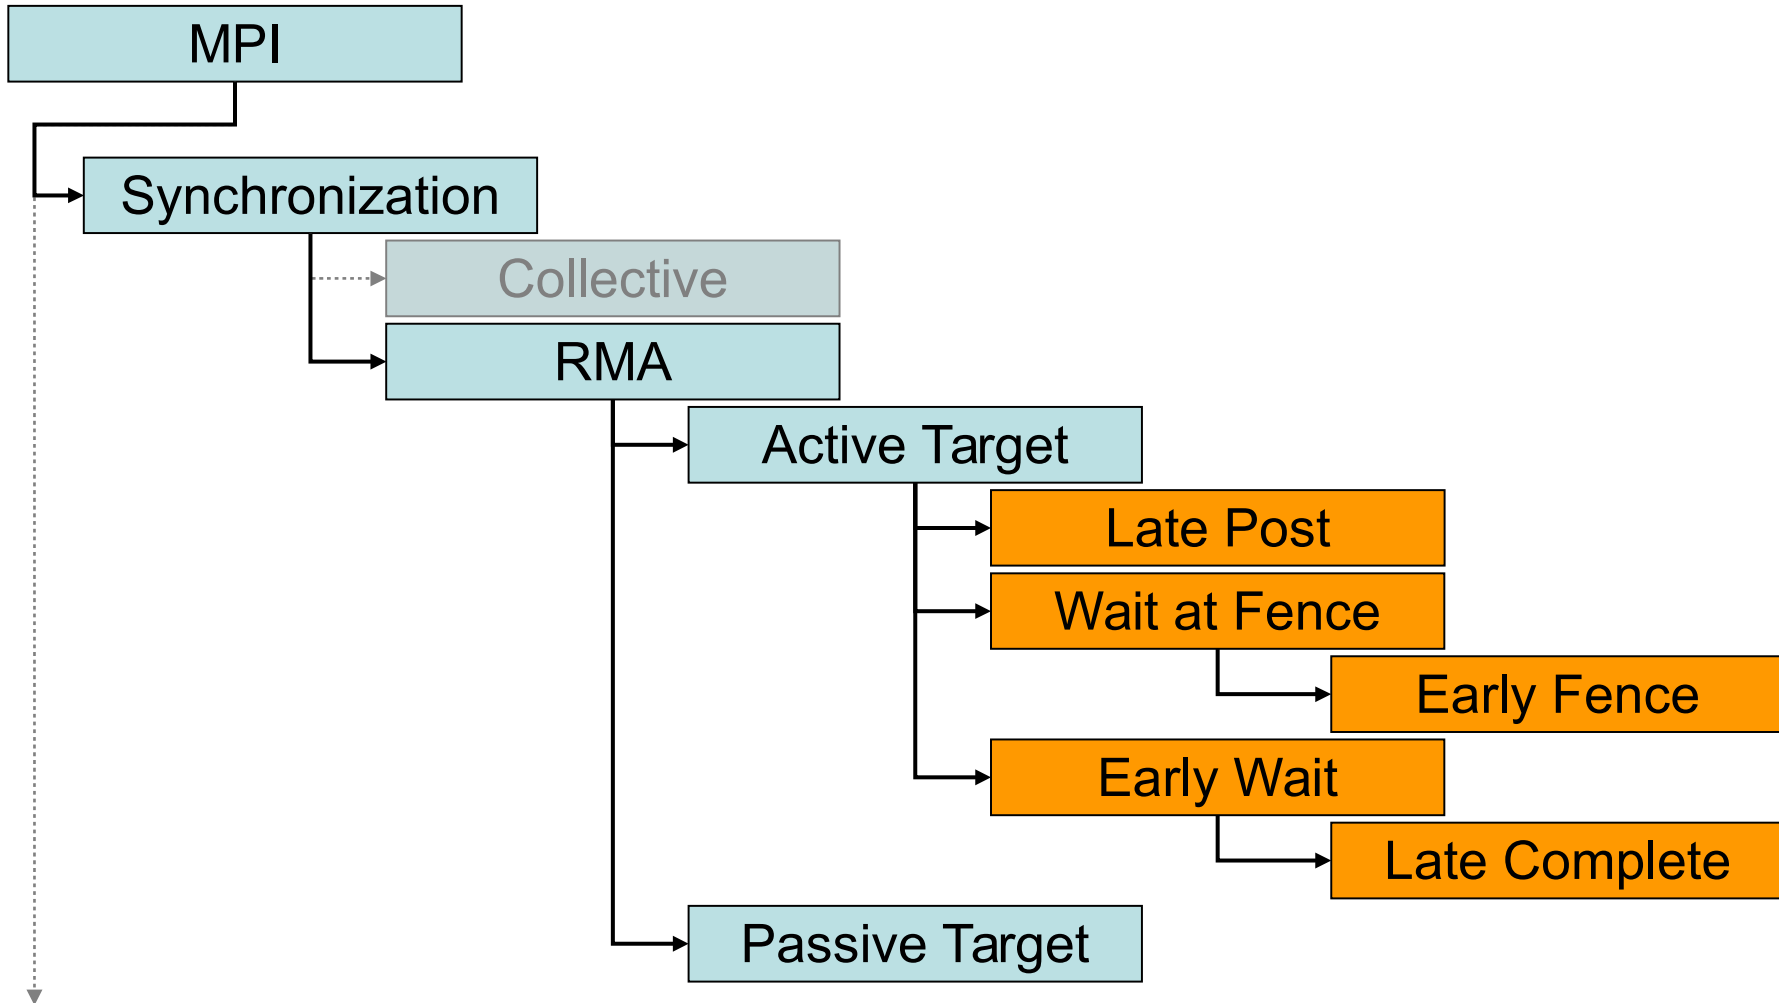 MPI
Synchronization
Collective
RMA
Active Target
Late Post
Wait at Fence
Early Fence
Early Wait
Late Complete
Passive Target